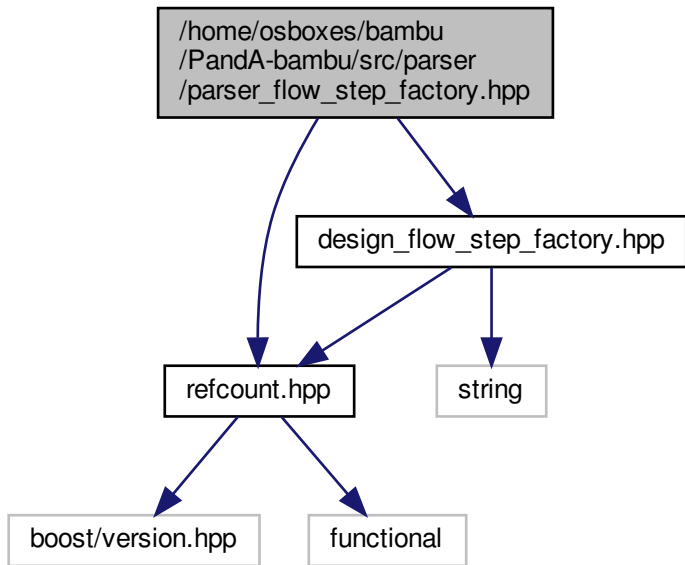 /home/osboxes/bambu
/PandA-bambu/src/parser
/parser_flow_step_factory.hpp
design_flow_step_factory.hpp
refcount.hpp
string
boost/version.hpp
functional